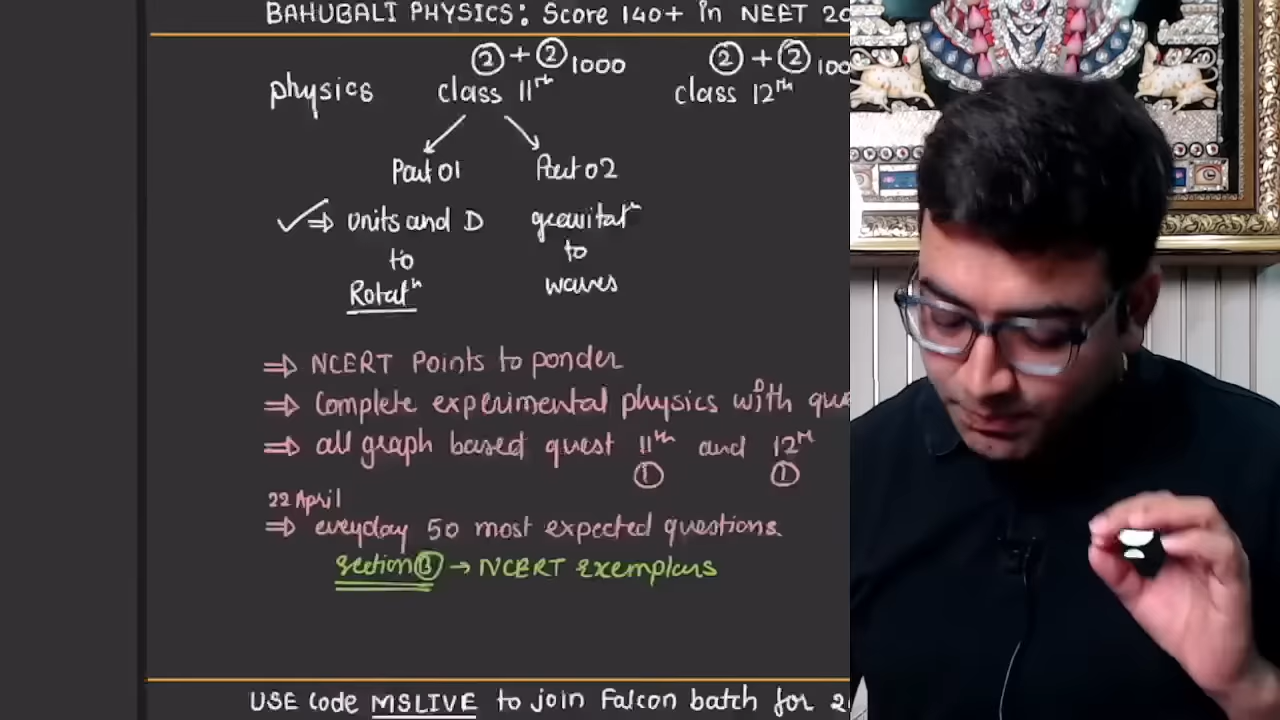 BAHUBALI PHYSICS: Score 140+ in NEET 20
② + ② 1000 ② + ② 100
physics class 11th class 12th
Part 01 Part 02
✓⇒ Units and D gravitatⁿ
to to
Rotatⁿ waves
⇒ NCERT Points to ponder
⇒ Complete experimental physics with que
⇒ all graph based quest 11th and 12th
① ①
22 April
⇒ everyday 50 most expected questions.
section Ⓑ → NCERT Exemplars
USE Code MSLIVE to join Falcon batch for 2